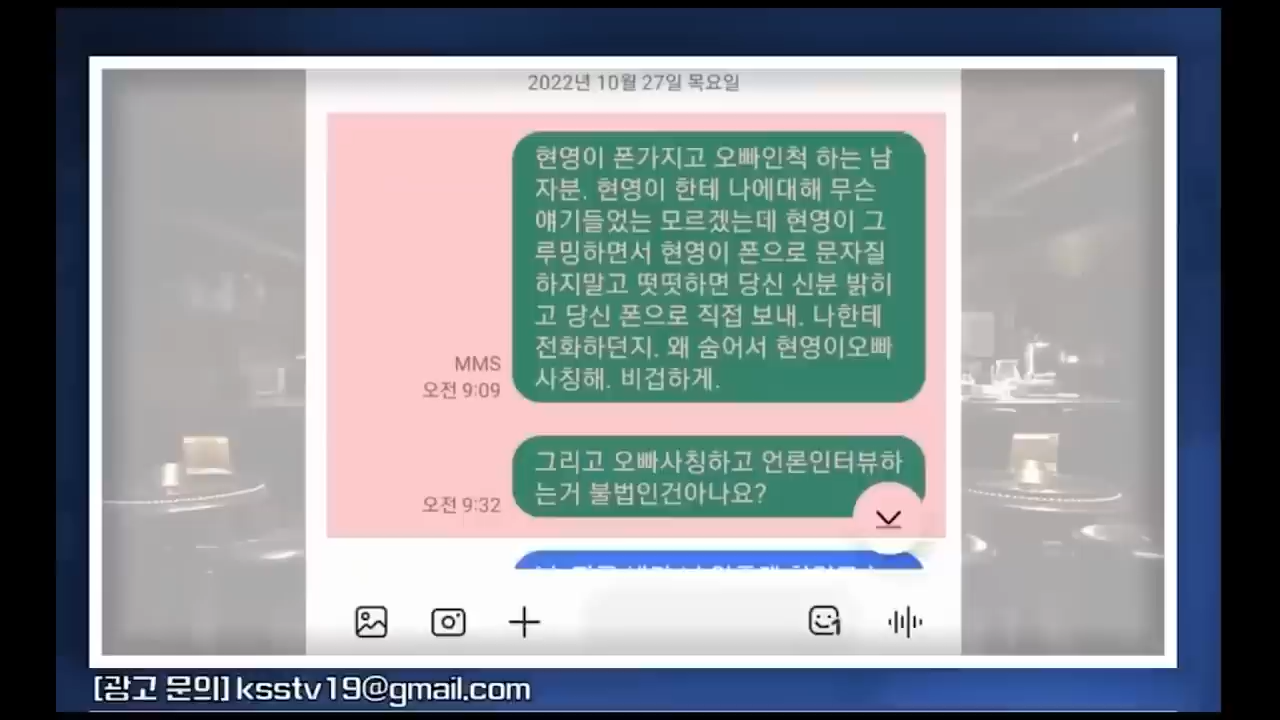 2022년 10월 27일 목요일
현영이 폰가지고 오빠인척 하는 남
자분. 현영이 한테 나에대해 무슨
얘기들었는 모르겠는데 현영이 그
루밍하면서 현영이 폰으로 문자질
하지말고 떳떳하면 당신 신분 밝히
고 당신 폰으로 직접 보내. 나한테
전화하던지. 왜 숨어서 현영이오빠
사칭해. 비겁하게.
MMS
오전 9:09
그리고 오빠사칭하고 언론인터뷰하
는거 불법인건아나요?
오전 9:32
[광고 문의] ksstv19@gmail.com